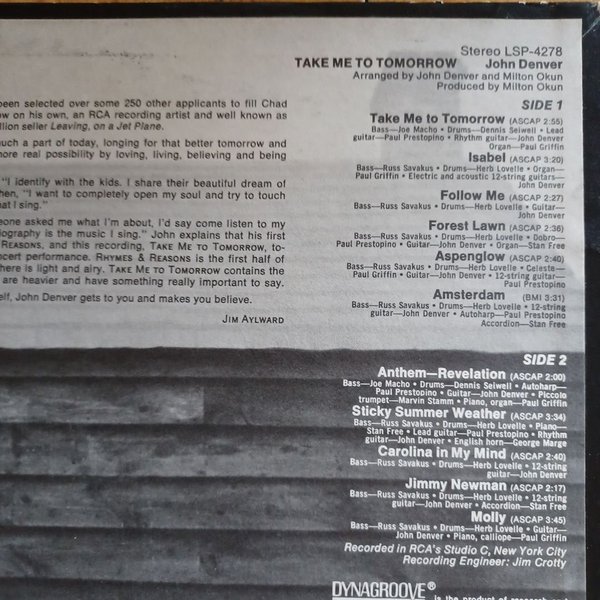 Stereo LSP-4278
TAKE ME TO TOMORROW John Denver
Arranged by John Denver and Milton Okun
Produced by Milton Okun
been selected over some 250 other applicants to fill Chad
ow on his own, an RCA recording artist and well known as
llion seller Leaving, on a Jet Plane.
much a part of today, longing for that better tomorrow and
more real possibility by loving, living, believing and being
"I identify with the kids. I share their beautiful dream of
then, "I want to completely open my soul and try to touch
hat I sing."
eone asked me what I'm about, I'd say come listen to my
iography is the music I sing." John explains that his first
REASONS, and this recording, TAKE ME TO TOMORROW, to-
ncert performance. RHYMES & REASONS is the first half of
here is light and airy. TAKE ME TO TOMORROW contains the
are heavier and have something really important to say.
elf, John Denver gets to you and makes you believe.
JIM AYLWARD
SIDE 1
Take Me to Tomorrow (ASCAP 2:55)
Bass—Joe Macho • Drums—Dennis Seiwell • Lead
guitar—Paul Prestopino • Rhythm guitar—John Denver
Organ—Paul Griffin
Isabel (ASCAP 3:20)
Bass—Russ Savakus • Drums—Herb Lovelle • Organ—
Paul Griffin • Electric and acoustic 12-string guitars—
John Denver
Follow Me (ASCAP 2:27)
Bass—Russ Savakus • Drums—Herb Lovelle • Guitar—
John Denver
Forest Lawn (ASCAP 2:36)
Bass—Russ Savakus • Drums—Herb Lovelle • Dobro—
Paul Prestopino • Guitar—John Denver • Organ—Stan Free
Aspenglow (ASCAP 2:40)
Bass—Russ Savakus • Drums—Herb Lovelle • Celeste—
Paul Griffin • Guitar—John Denver • 12-string guitar—
Paul Prestopino
Amsterdam (BMI 3:31)
Bass—Russ Savakus • Drums—Herb Lovelle • 12-string
guitar—John Denver • Autoharp—Paul Prestopino
Accordion—Stan Free
SIDE 2
Anthem—Revelation (ASCAP 2:00)
Bass—Joe Macho • Drums—Dennis Seiwell • Autoharp—
Paul Prestopino • Guitar—John Denver • Piccolo
trumpet—Marvin Stamm • Piano, organ—Paul Griffin
Sticky Summer Weather (ASCAP 3:34)
Bass—Russ Savakus • Drums—Herb Lovelle • Piano—
Stan Free • Lead guitar—Paul Prestopino • Rhythm
guitar—John Denver • English horn—George Marge
Carolina in My Mind (ASCAP 2:40)
Bass—Russ Savakus • Drums—Herb Lovelle • 12-string
guitar—John Denver
Jimmy Newman (ASCAP 2:17)
Bass—Russ Savakus • Drums—Herb Lovelle • 12-string
guitar—John Denver • Accordion—Stan Free
Molly (ASCAP 3:45)
Bass—Russ Savakus • Drums—Herb Lovelle • Guitar—
John Denver • Piano, calliope—Paul Griffin
Recorded in RCA's Studio C, New York City
Recording Engineer: Jim Crotty
DYNAGROOVE® is the product of research and